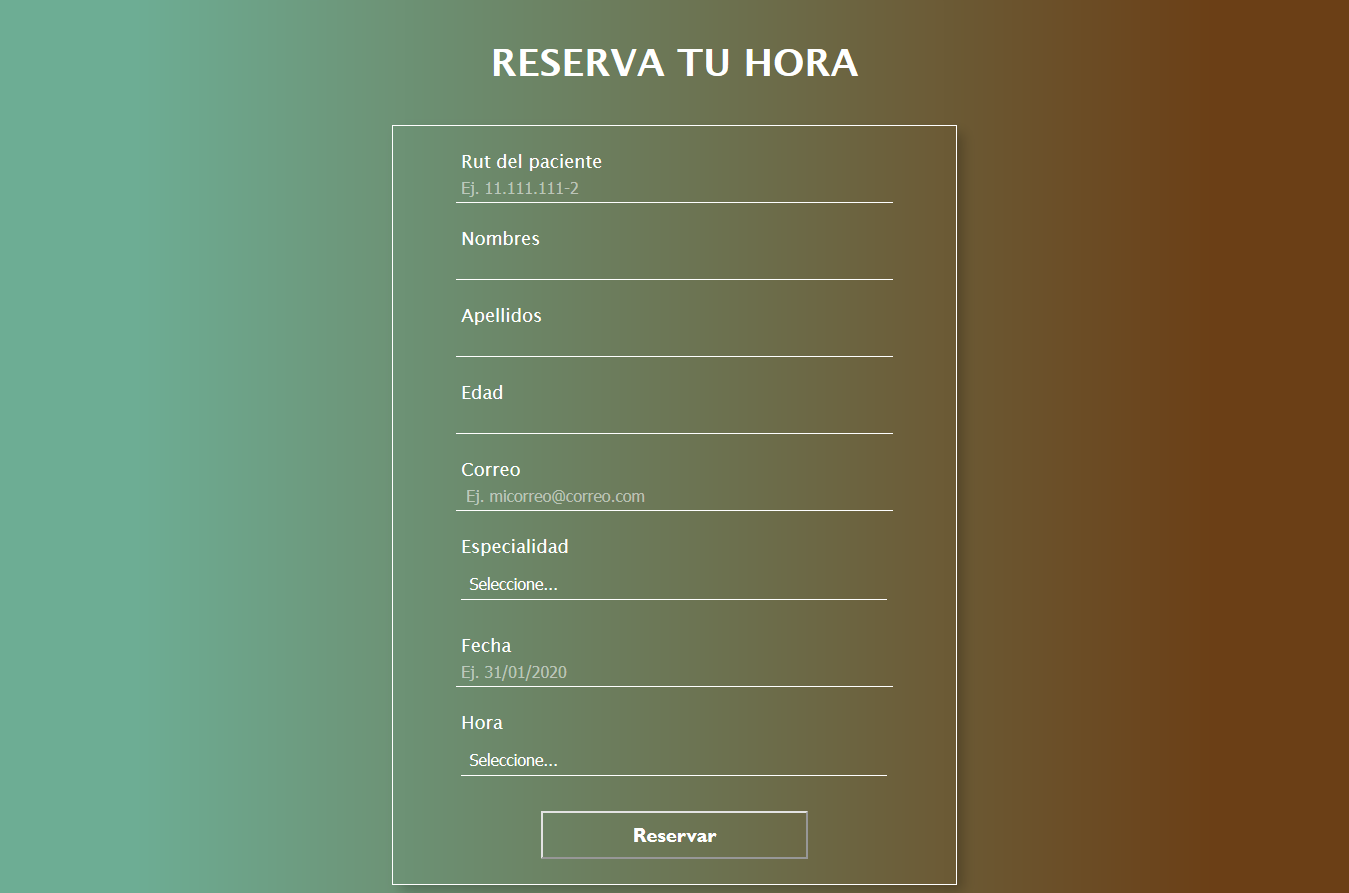 RESERVA TU HORA
Rut del paciente
Ej. 11.111.111-2
Nombres
Apellidos
Edad
Correo
Ej. micorreo@correo.com
Especialidad
Seleccione...
Fecha
Ej. 31/01/2020
Hora
Seleccione...
Reservar